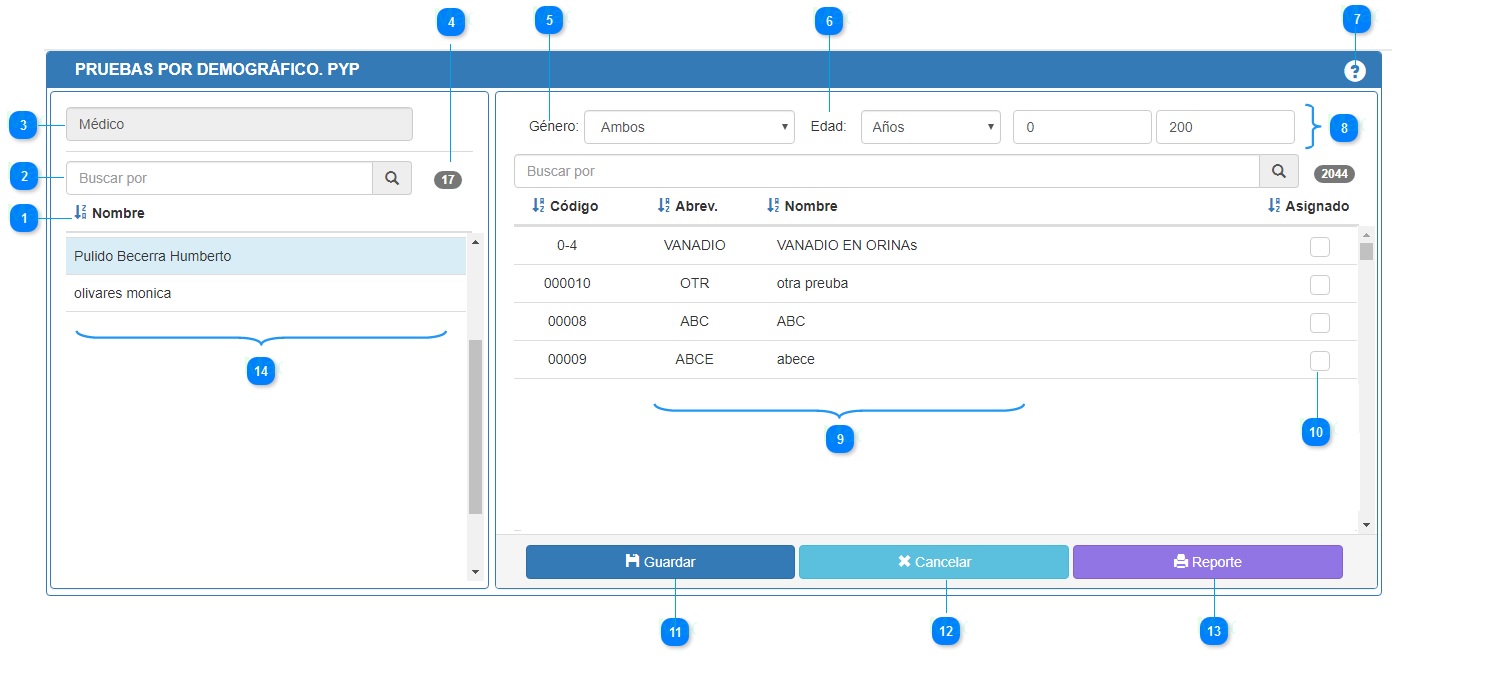 4
5
6
7
PRUEBAS POR DEMOGRÁFICO. PYP
?
3
Médico
Género:
Ambos
Edad:
Años
0
200
8
2
Buscar por
17
Buscar por
2044
1
Nombre
Código
Abrev.
Nombre
Asignado
Pulido Becerra Humberto
olivares monica
0-4
VANADIO
VANADIO EN ORINAs
000010
OTR
otra preuba
00008
ABC
ABC
00009
ABCE
abece
14
9
10
Guardar
Cancelar
Reporte
11
12
13